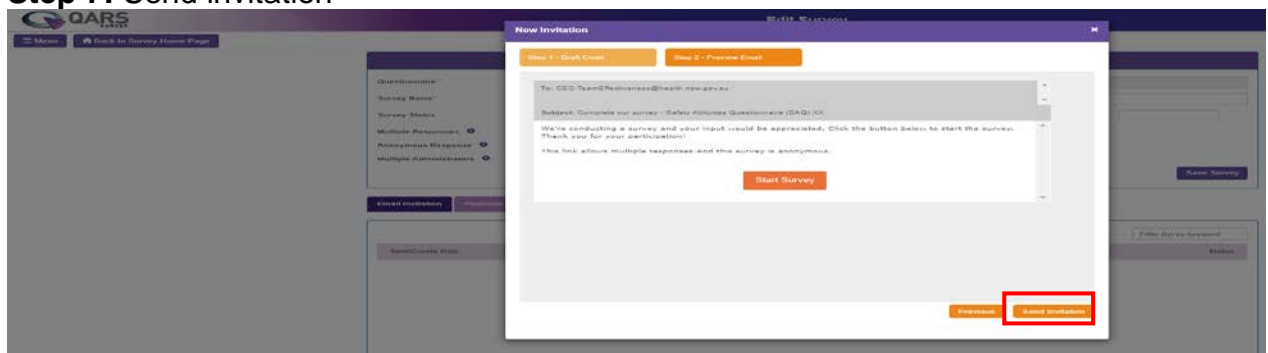 Step 7: Send invitation
QARS
SURVEY
Edit Survey
Menu
Back to Survey Home Page
New Invitation
Step 1 - Draft Email
Step 2 - Preview Email
Questionnaire*
Survey Name*
Survey Status
Multiple Responses
Anonymous Response
Multiple Administrators
To: CEC-TeamEffectiveness@health.nsw.gov.au
Subject: Complete our survey - Safety Attitudes Questionnaire (SAQ) XX
We're conducting a survey and your input would be appreciated. Click the button below to start the survey.
Thank you for your participation!
This link allows multiple responses and this survey is anonymous.
Start Survey
Save Survey
Email Invitation
Filter list by keyword
Sent/Create Date
Status
Previous
Send Invitation